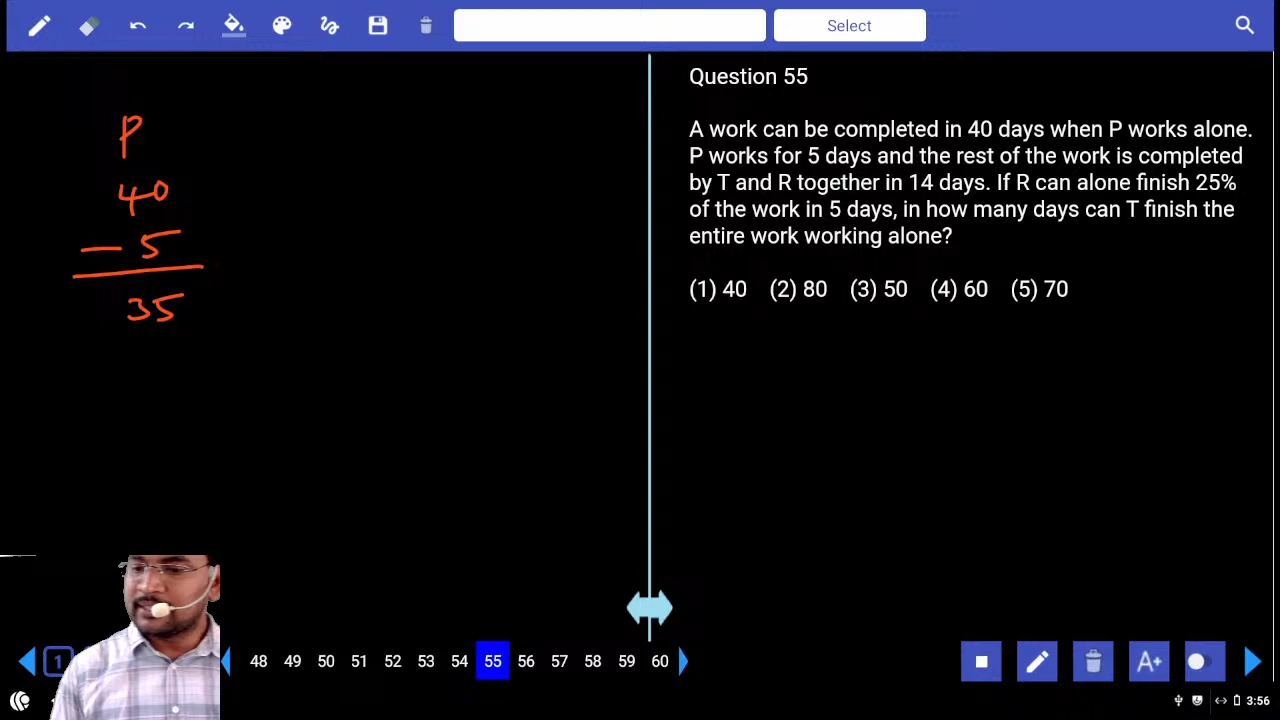 Select
P
40
- 5
35
Question 55
A work can be completed in 40 days when P works alone.
P works for 5 days and the rest of the work is completed
by T and R together in 14 days. If R can alone finish 25%
of the work in 5 days, in how many days can T finish the
entire work working alone?
(1) 40 (2) 80 (3) 50 (4) 60 (5) 70
1 48 49 50 51 52 53 54 55 56 57 58 59 60 A+
3:56